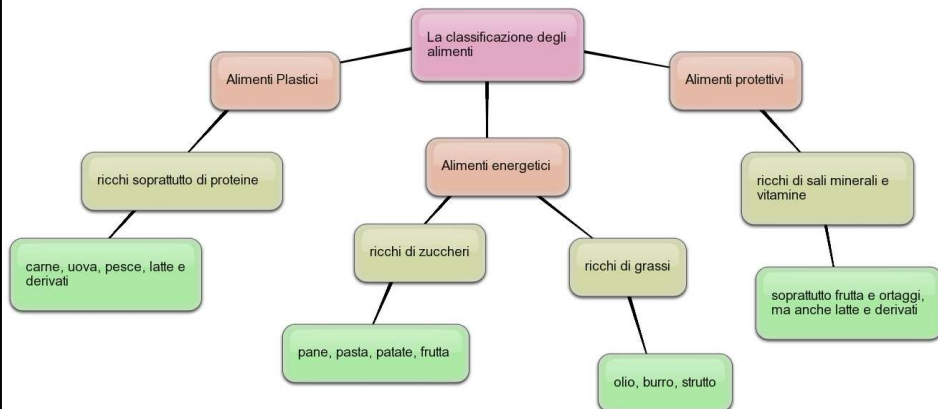 La classificazione degli
alimenti
Alimenti Plastici
Alimenti protettivi
Alimenti energetici
ricchi soprattutto di proteine
ricchi di sali minerali e
vitamine
ricchi di zuccheri
ricchi di grassi
carne, uova, pesce, latte e
derivati
soprattutto frutta e ortaggi,
ma anche latte e derivati
pane, pasta, patate, frutta
olio, burro, strutto